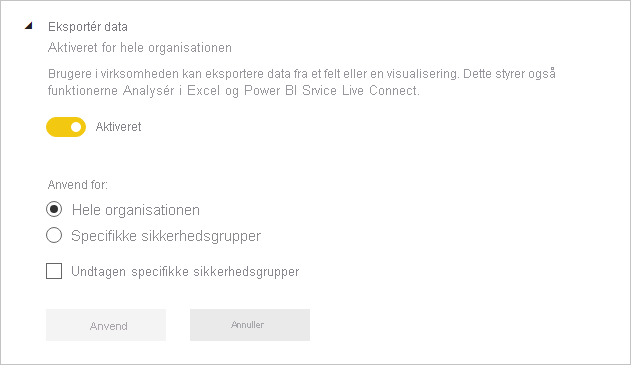 Eksportér data
Aktiveret for hele organisationen
Brugere i virksomheden kan eksportere data fra et felt eller en visualisering. Dette styrer også
funktionerne Analysér i Excel og Power BI Srvice Live Connect.
Aktiveret
Anvend for:
Hele organisationen
Specifikke sikkerhedsgrupper
Undtagen specifikke sikkerhedsgrupper
Anvend
Annuller